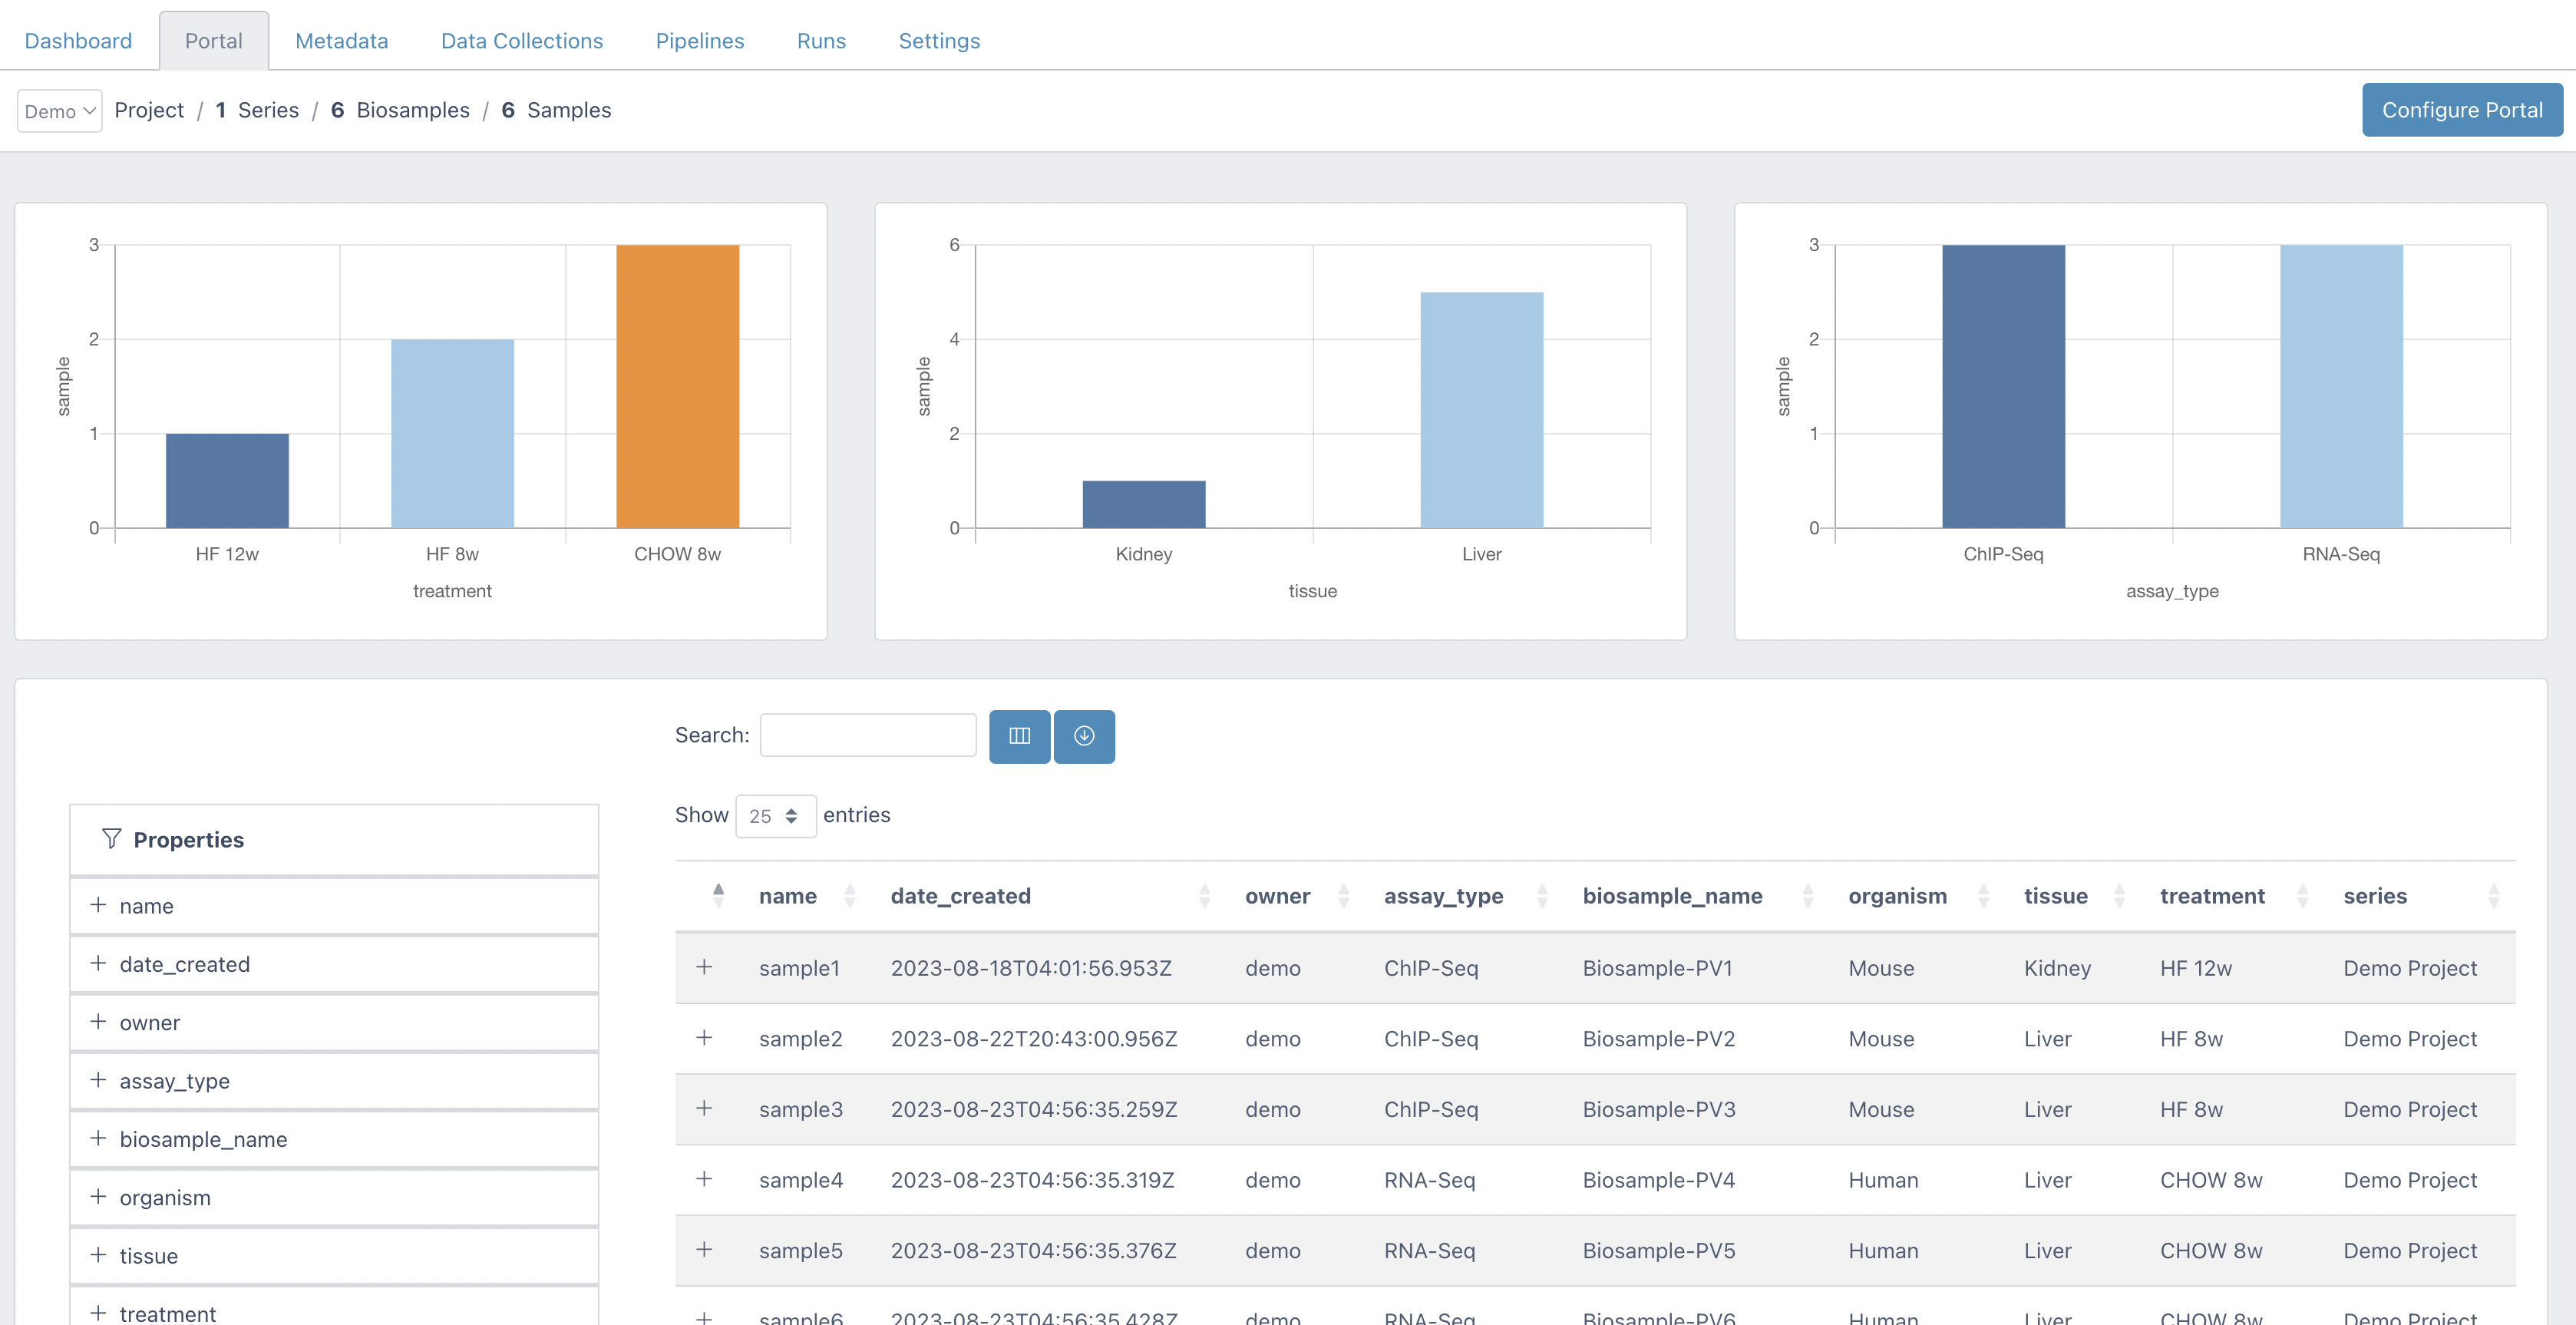 Dashboard Portal Metadata Data Collections Pipelines Runs Settings
Demo Project / 1 Series / 6 Biosamples / 6 Samples Configure Portal
3
2
1
0
sample
HF 12w HF 8w CHOW 8w
treatment
6
4
2
0
sample
Kidney Liver
tissue
3
2
1
0
sample
ChIP-Seq RNA-Seq
assay_type
Search:
Show 25 entries
Properties
name
date_created
owner
assay_type
biosample_name
organism
tissue
treatment
name date_created owner assay_type biosample_name organism tissue treatment series
sample1 2023-08-18T04:01:56.953Z demo ChIP-Seq Biosample-PV1 Mouse Kidney HF 12w Demo Project
sample2 2023-08-22T20:43:00.956Z demo ChIP-Seq Biosample-PV2 Mouse Liver HF 8w Demo Project
sample3 2023-08-23T04:56:35.259Z demo ChIP-Seq Biosample-PV3 Mouse Liver HF 8w Demo Project
sample4 2023-08-23T04:56:35.319Z demo RNA-Seq Biosample-PV4 Human Liver CHOW 8w Demo Project
sample5 2023-08-23T04:56:35.376Z demo RNA-Seq Biosample-PV5 Human Liver CHOW 8w Demo Project
sample6 2023-08-23T04:56:35.428Z demo RNA-Seq Biosample-PV6 Human Liver CHOW 8w Demo Project